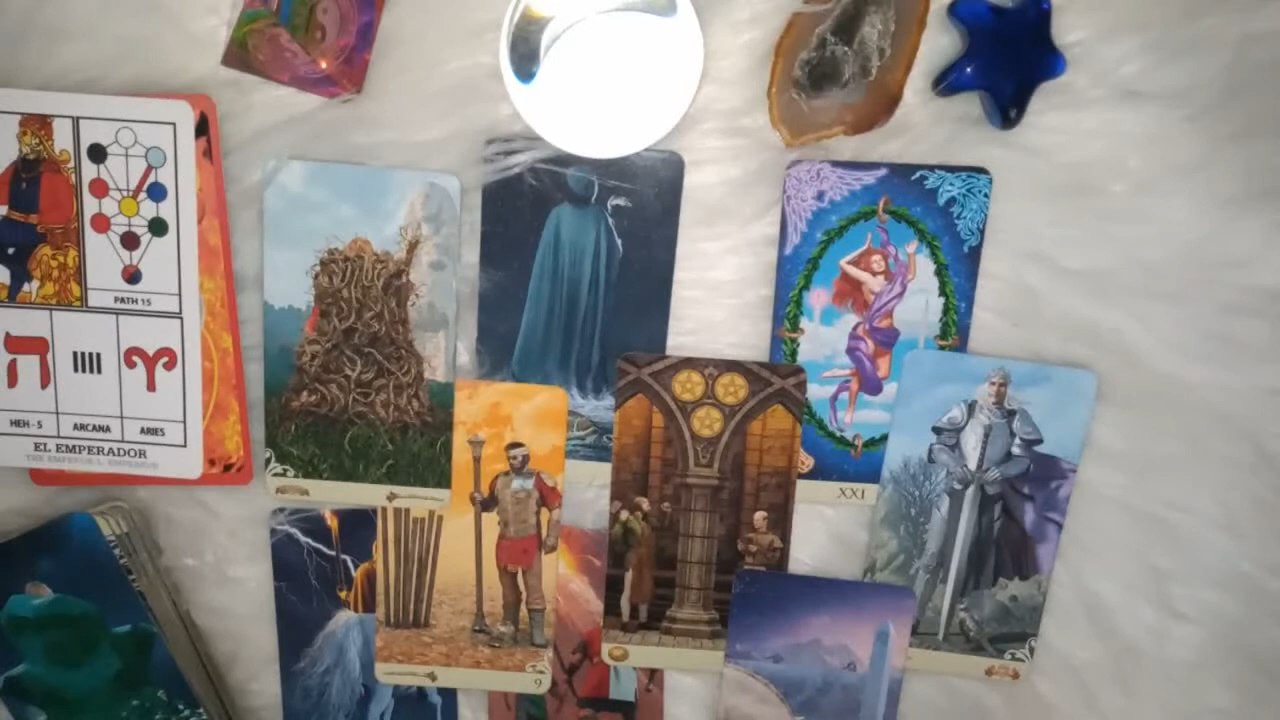 PATH 15
ה
HEH - 5
ARCANA
ARIES
EL EMPERADOR
XXI
9